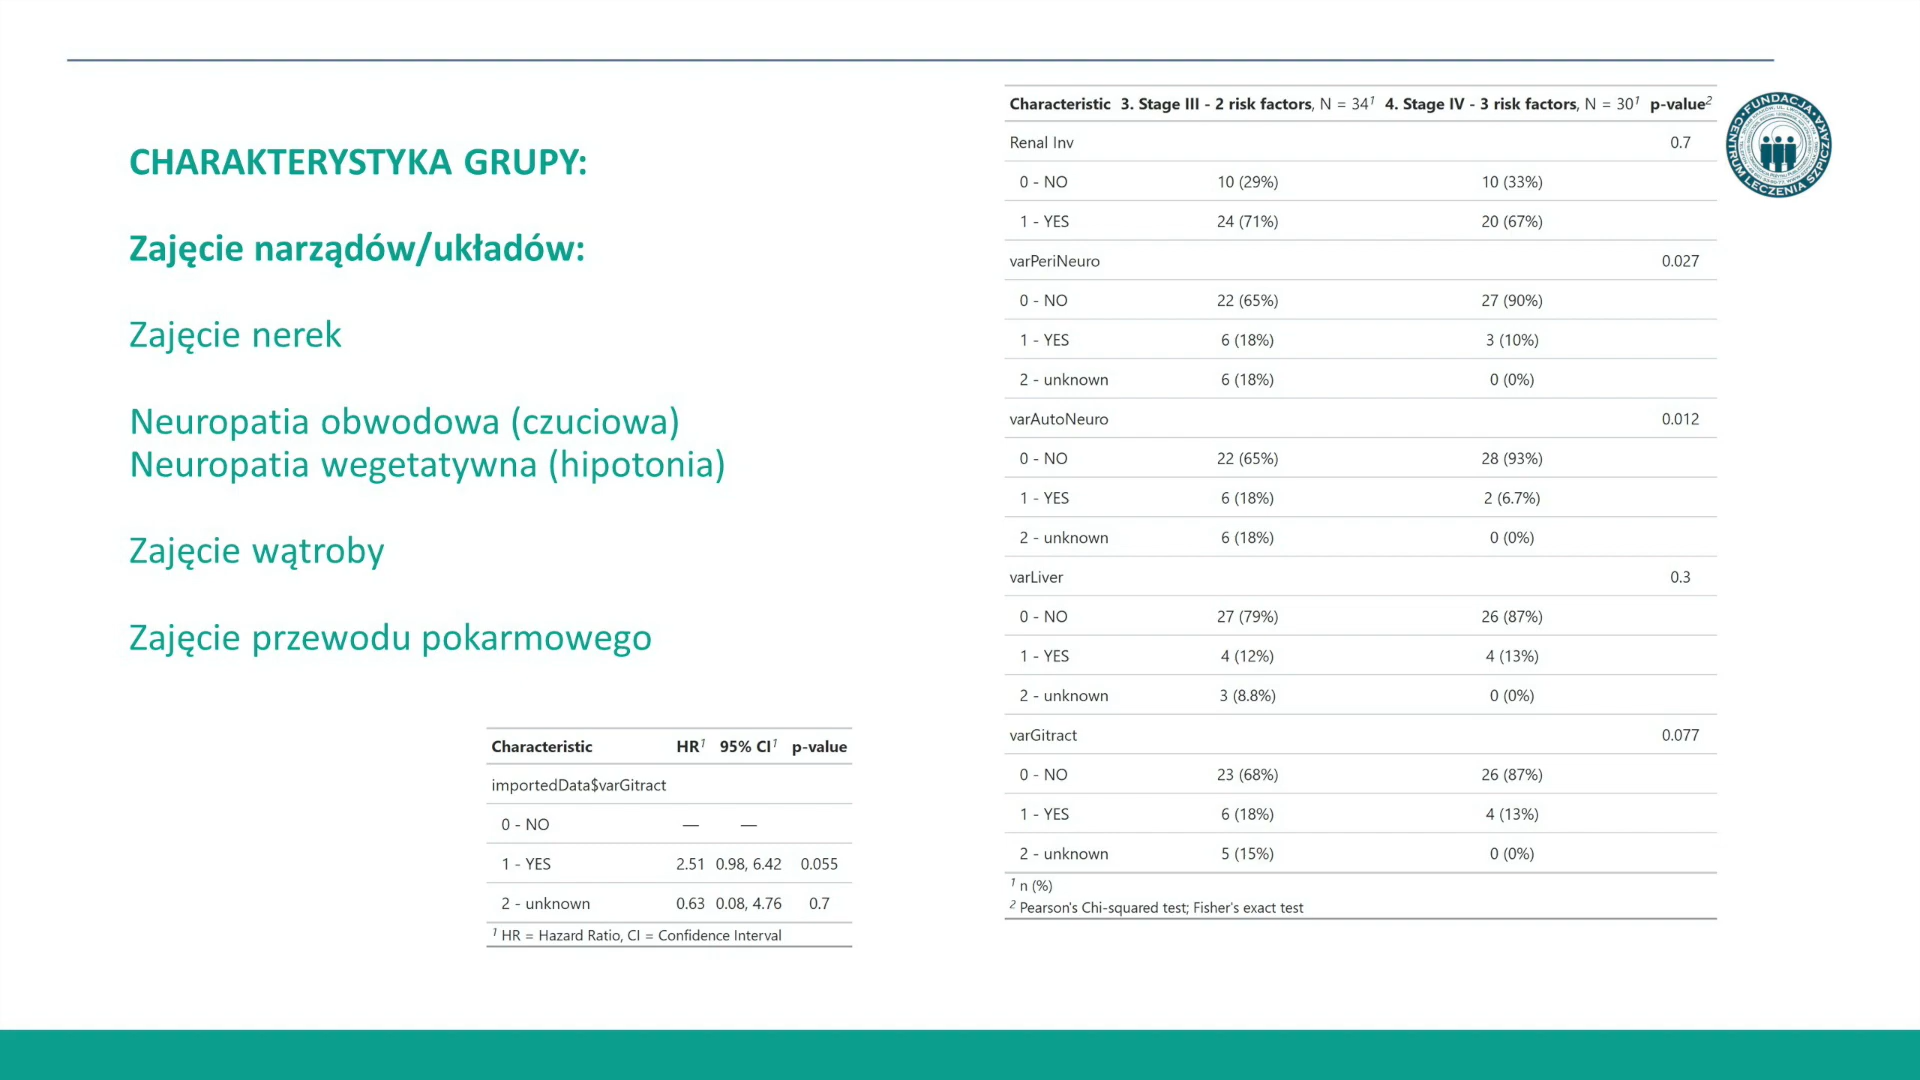 CHARAKTERYSTYKA GRUPY:
Zajęcie narządów/układów:
Zajęcie nerek
Neuropatia obwodowa (czuciowa)
Neuropatia wegetatywna (hipotonia)
Zajęcie wątroby
Zajęcie przewodu pokarmowego
Characteristic HR1 95% CI1 p-value
importedData$varGitract
0 - NO — —
1 - YES 2.51 0.98, 6.42 0.055
2 - unknown 0.63 0.08, 4.76 0.7
1 HR = Hazard Ratio, CI = Confidence Interval
Characteristic 3. Stage III - 2 risk factors, N = 341 4. Stage IV - 3 risk factors, N = 301 p-value2
Renal Inv 0.7
0 - NO 10 (29%) 10 (33%)
1 - YES 24 (71%) 20 (67%)
varPeriNeuro 0.027
0 - NO 22 (65%) 27 (90%)
1 - YES 6 (18%) 3 (10%)
2 - unknown 6 (18%) 0 (0%)
varAutoNeuro 0.012
0 - NO 22 (65%) 28 (93%)
1 - YES 6 (18%) 2 (6.7%)
2 - unknown 6 (18%) 0 (0%)
varLiver 0.3
0 - NO 27 (79%) 26 (87%)
1 - YES 4 (12%) 4 (13%)
2 - unknown 3 (8.8%) 0 (0%)
varGitract 0.077
0 - NO 23 (68%) 26 (87%)
1 - YES 6 (18%) 4 (13%)
2 - unknown 5 (15%) 0 (0%)
1 n (%)
2 Pearson's Chi-squared test; Fisher's exact test
FUNDACJA
CENTRUM LECZENIA SZPICZAKA